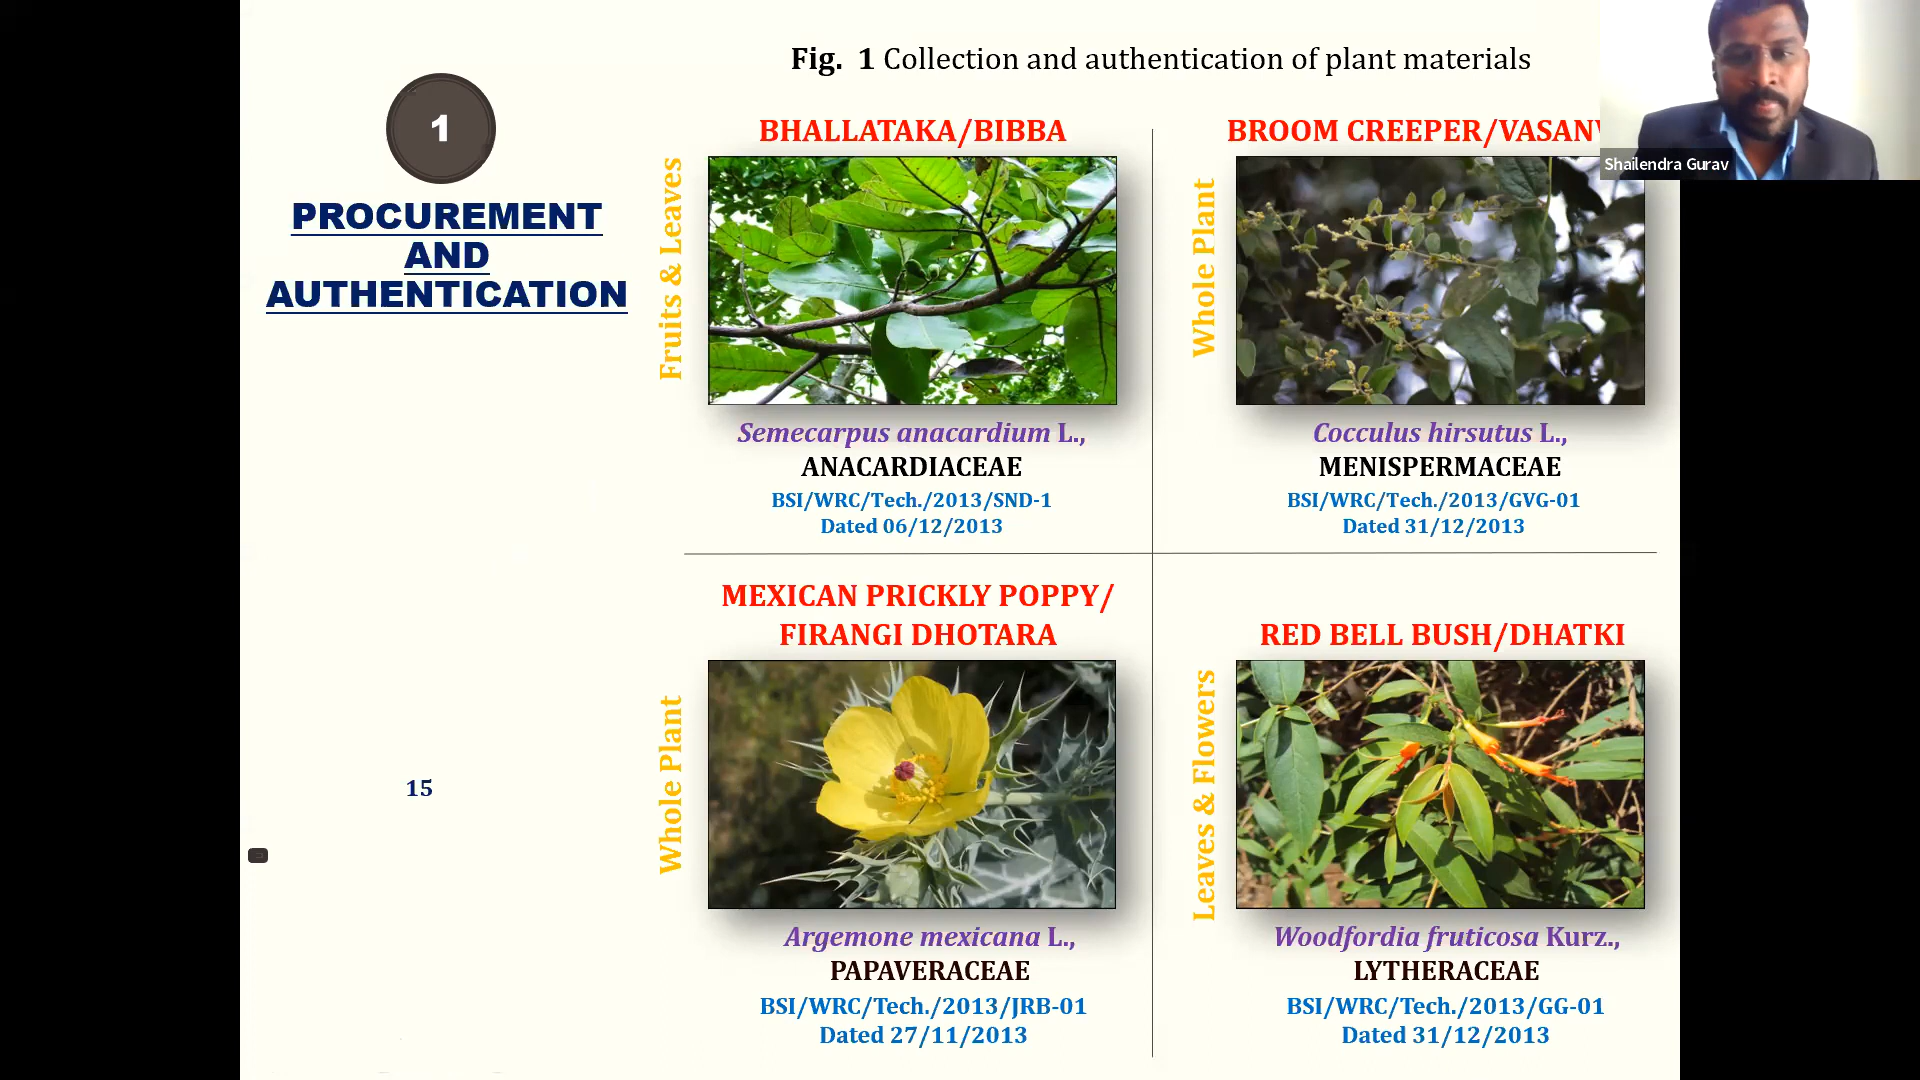 Fig. 1 Collection and authentication of plant materials
1
PROCUREMENT
AND
AUTHENTICATION
15
BHALLATAKA/BIBBA
Fruits & Leaves
Semecarpus anacardium L.,
ANACARDIACEAE
BSI/WRC/Tech./2013/SND-1
Dated 06/12/2013
BROOM CREEPER/
Whole Plant
Cocculus hirsutus L.,
MENISPERMACEAE
BSI/WRC/Tech./2013/GVG-01
Dated 31/12/2013
MEXICAN PRICKLY POPPY/
FIRANGI DHOTARA
Whole Plant
Argemone mexicana L.,
PAPAVERACEAE
BSI/WRC/Tech./2013/JRB-01
Dated 27/11/2013
RED BELL BUSH/DHATKI
Leaves & Flowers
Woodfordia fruticosa Kurz.,
LYTHERACEAE
BSI/WRC/Tech./2013/GG-01
Dated 31/12/2013
Shailendra Gurav